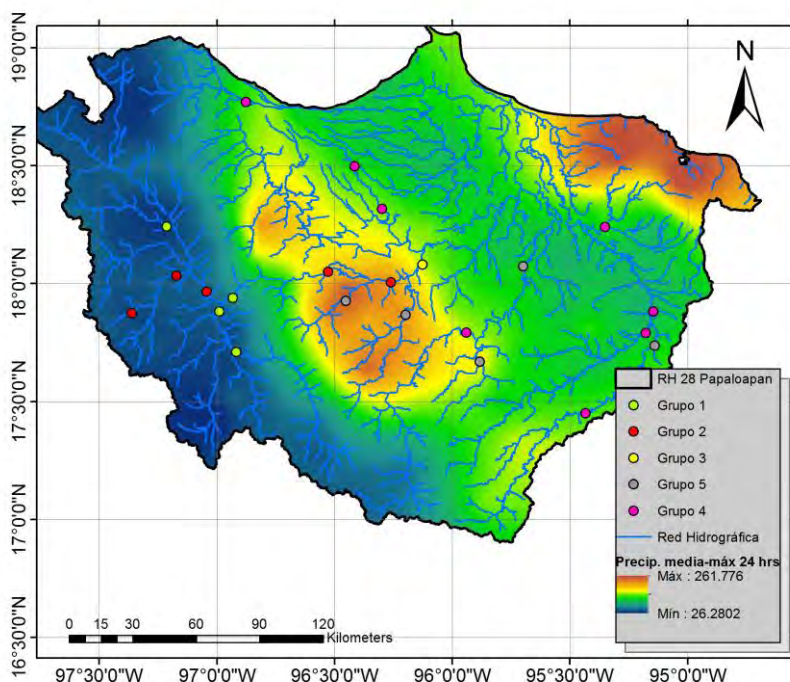 N
19°0'0"N
18°30'0"N
18°0'0"N
17°30'0"N
17°0'0"N
16°30'0"N
RH 28 Papaloapan
Grupo 1
Grupo 2
Grupo 3
Grupo 5
Grupo 4
Red Hidrográfica
Precip. media-máx 24 hrs
Máx : 261.776
Mín : 26.2802
0 15 30 60 90 120
Kilometers
97°30'0"W 97°0'0"W 96°30'0"W 96°0'0"W 95°30'0"W 95°0'0"W